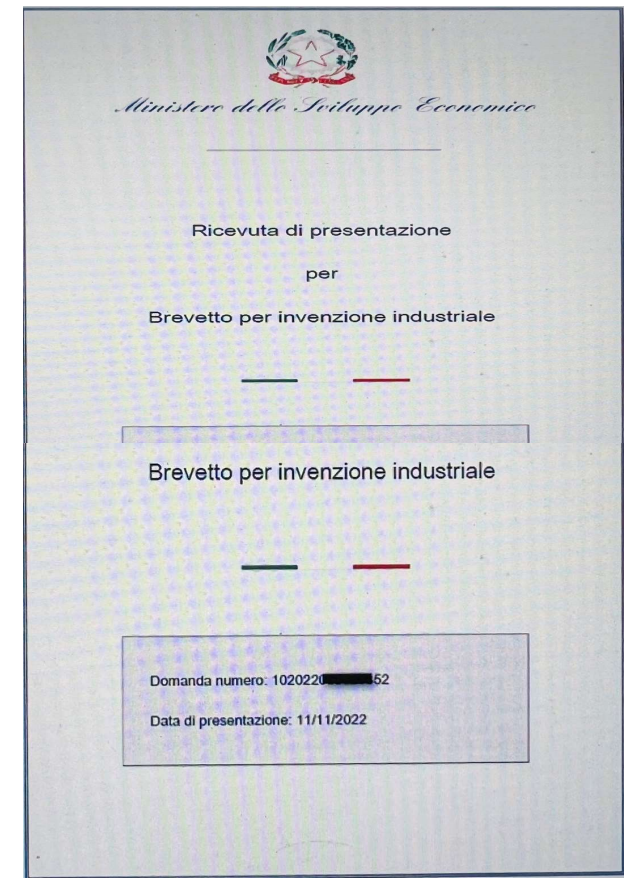 Ministero dello Sviluppo Economico
Ricevuta di presentazione
per
Brevetto per invenzione industriale
Brevetto per invenzione industriale
Domanda numero: 1020220 52
Data di presentazione: 11/11/2022